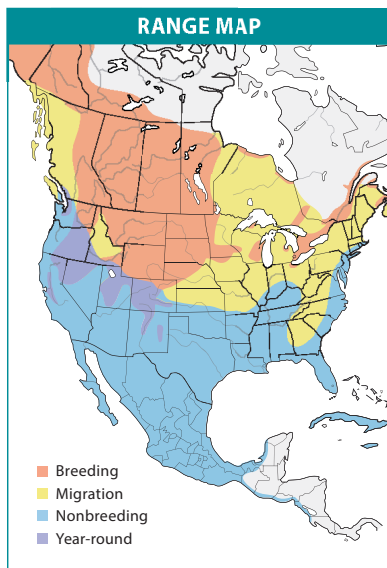 RANGE MAP
Breeding
Migration
Nonbreeding
Year-round